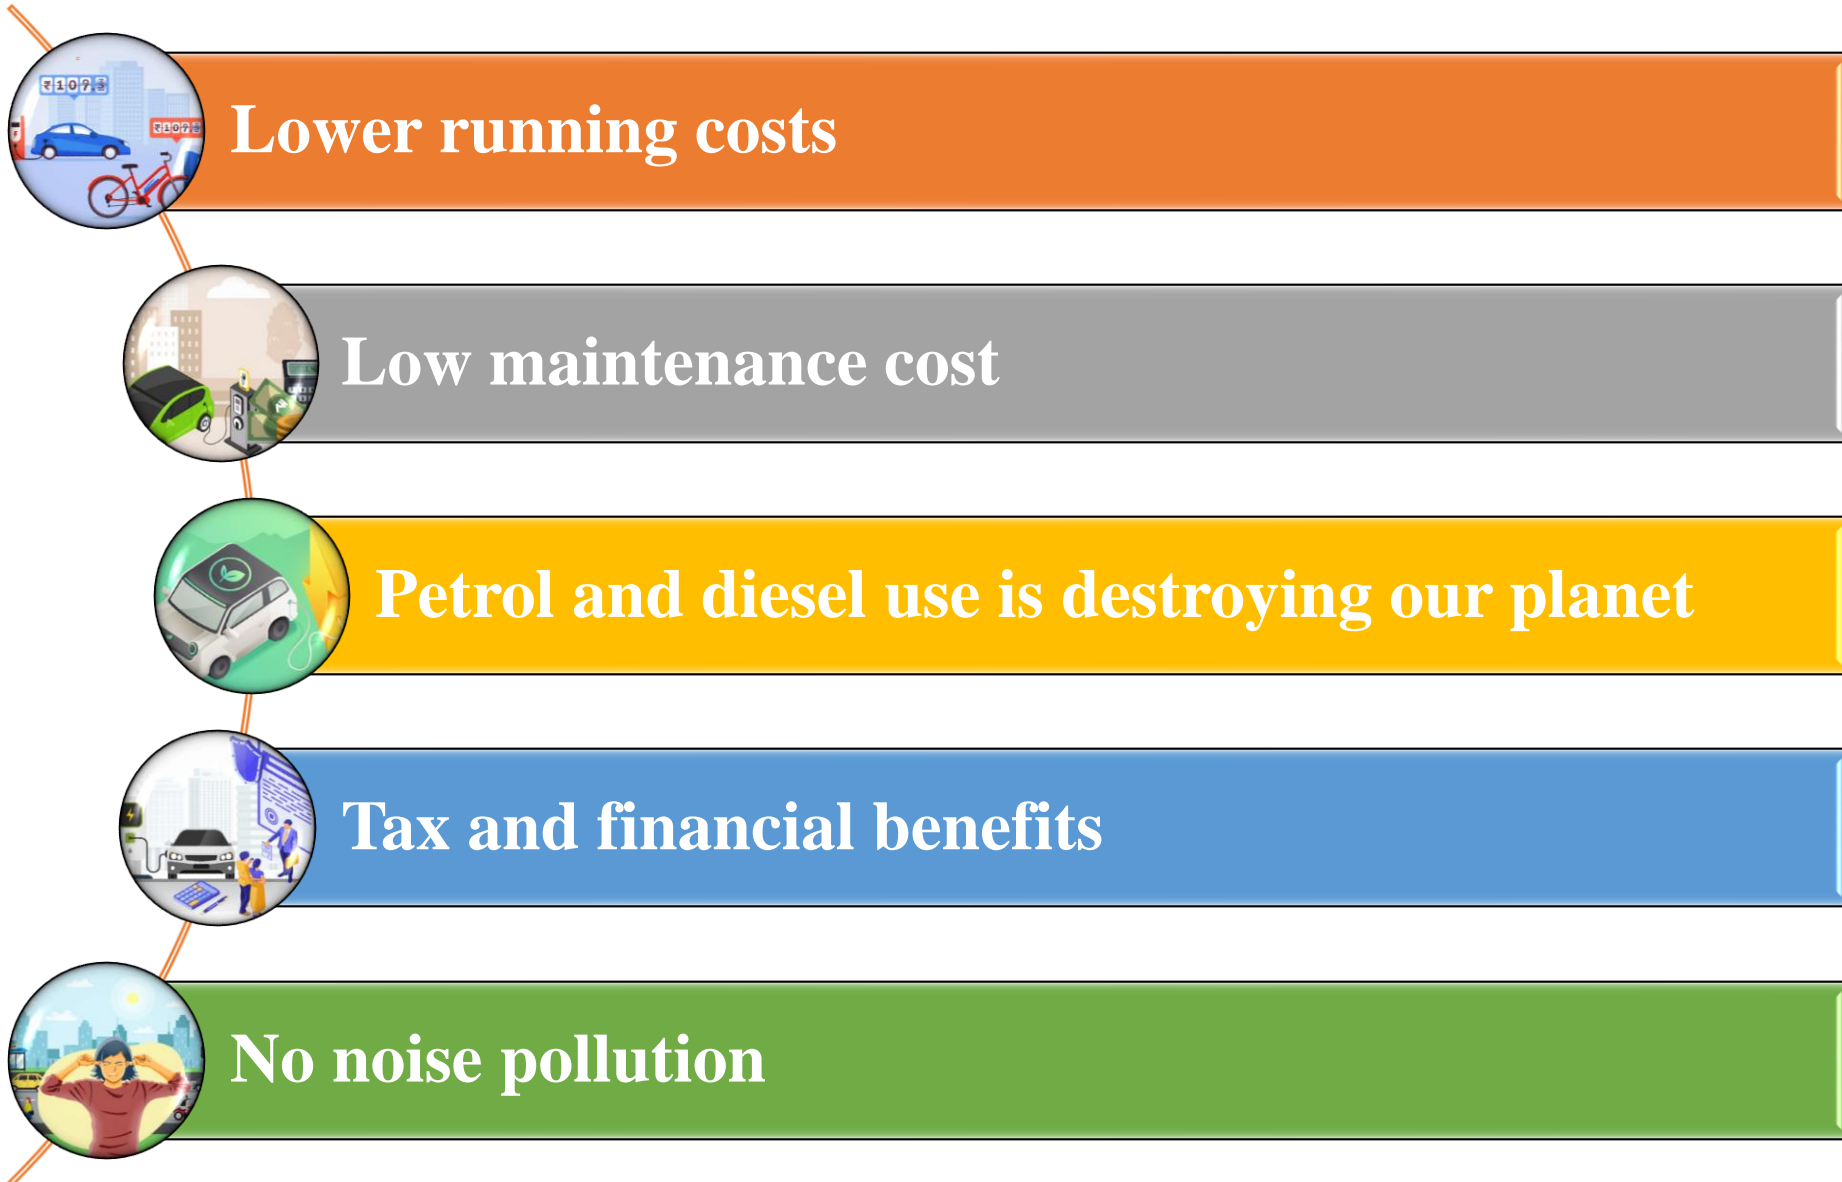 Lower running costs
Low maintenance cost
Petrol and diesel use is destroying our planet
Tax and financial benefits
No noise pollution